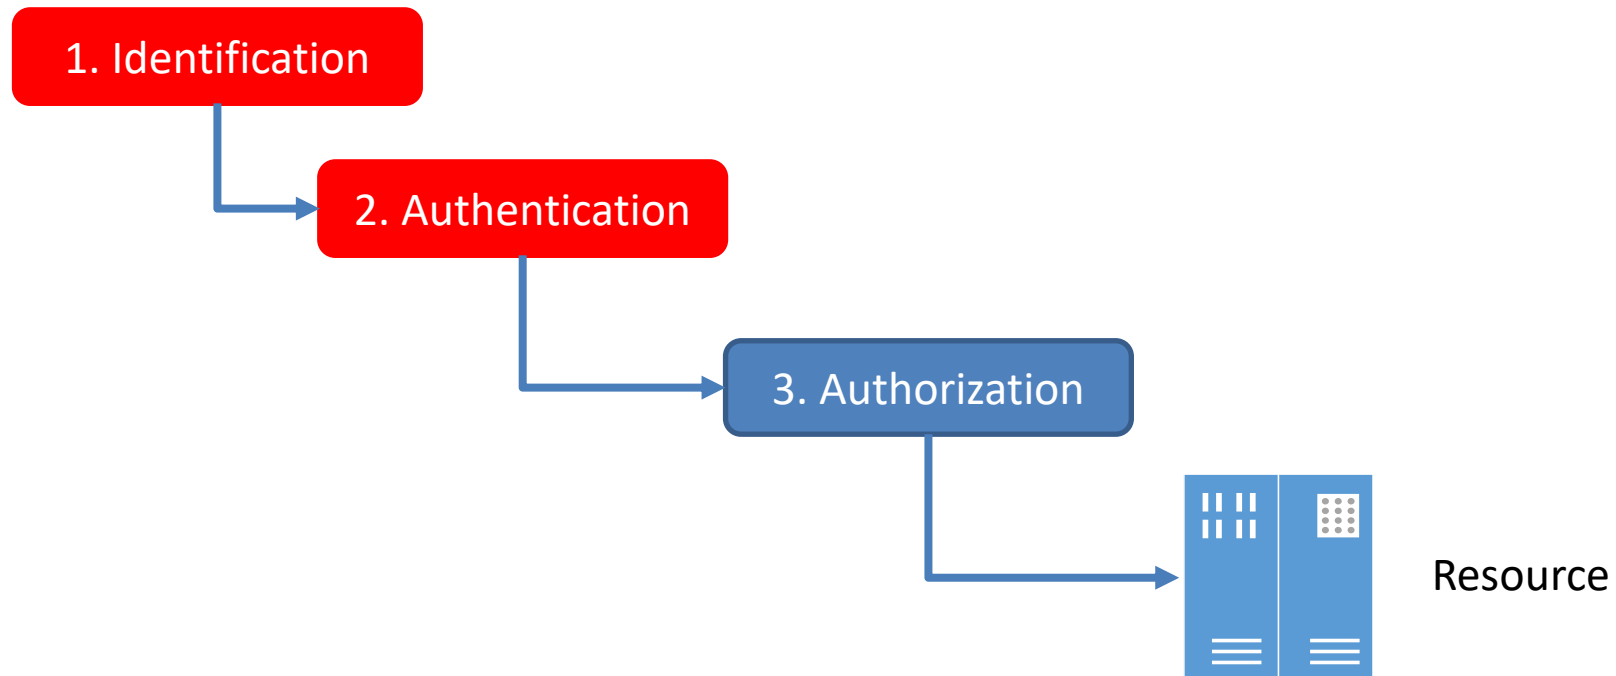 1. Identification
2. Authentication
3. Authorization
Resource